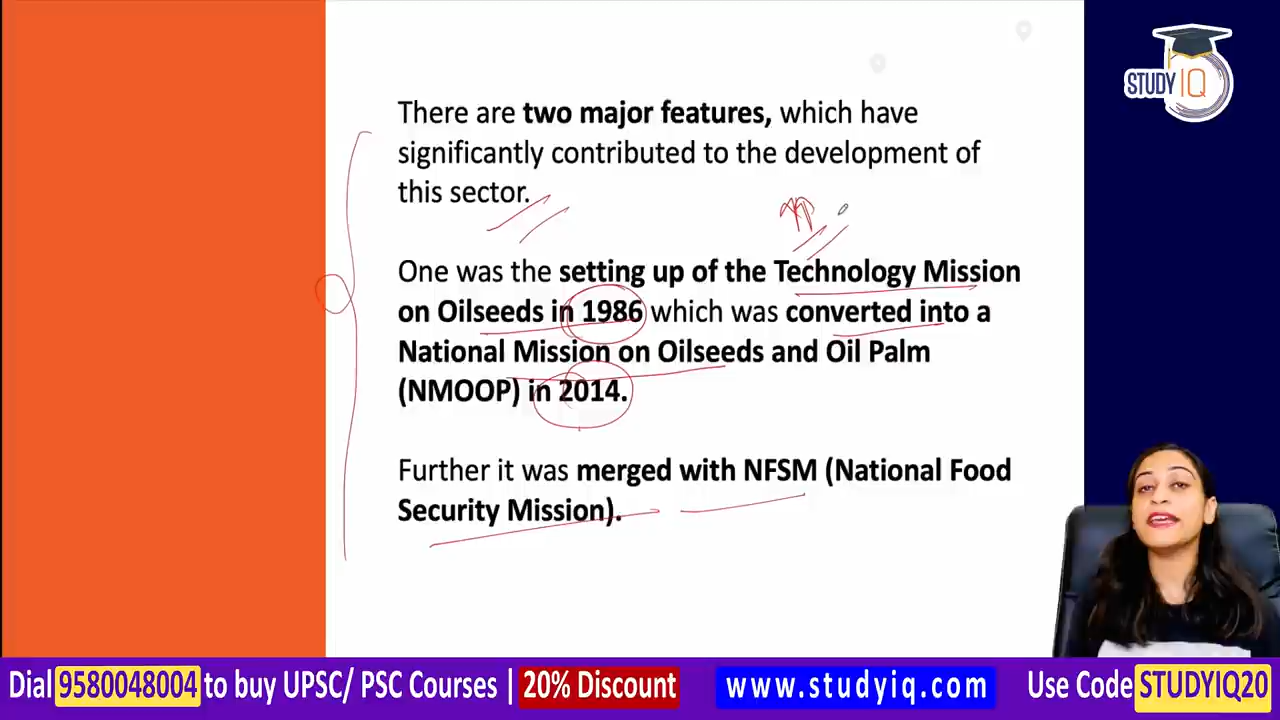 STUDY IQ
There are two major features, which have
significantly contributed to the development of
this sector.
One was the setting up of the Technology Mission
on Oilseeds in 1986 which was converted into a
National Mission on Oilseeds and Oil Palm
(NMOOP) in 2014.
Further it was merged with NFSM (National Food
Security Mission).
Dial 9580048004 to buy UPSC/ PSC Courses | 20% Discount www.studyiq.com Use Code STUDYIQ20